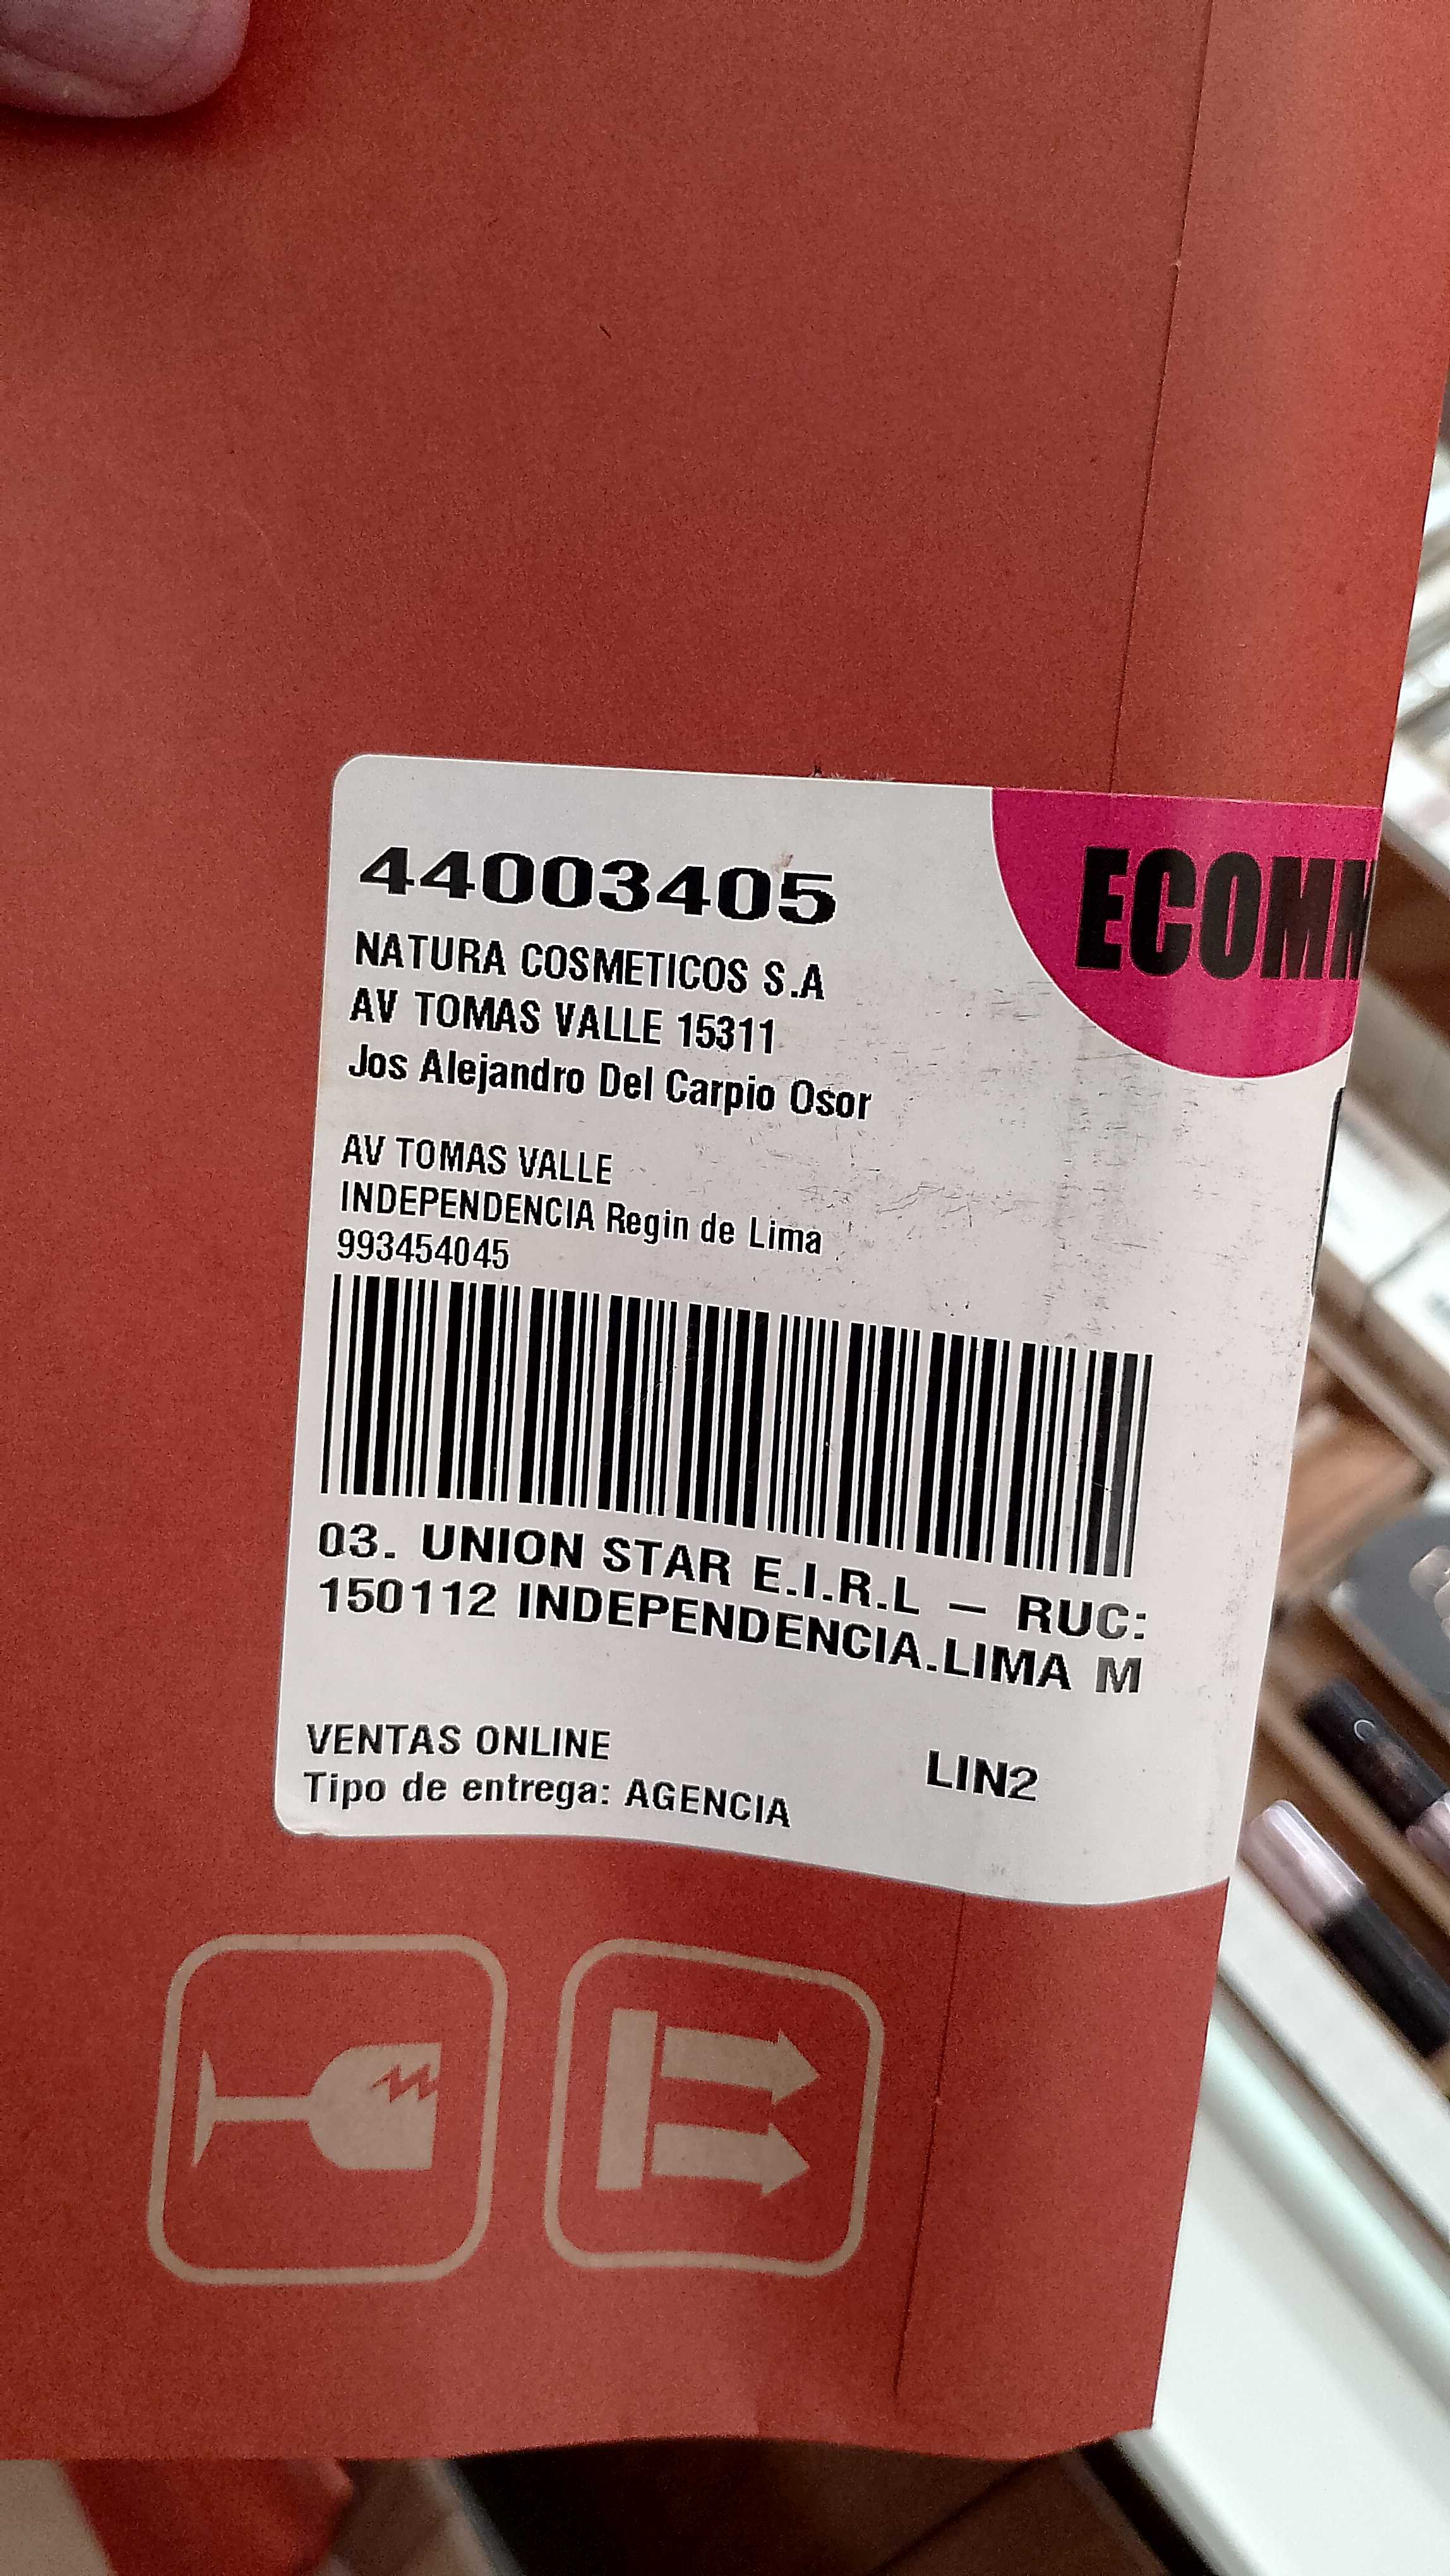 44003405
ECOMM
NATURA COSMETICOS S.A
AV TOMAS VALLE 15311
Jos Alejandro Del Carpio Osor
AV TOMAS VALLE
INDEPENDENCIA Regin de Lima
993454045
03. UNION STAR E.I.R.L – RUC:
150112 INDEPENDENCIA.LIMA M
VENTAS ONLINE
LIN2
Tipo de entrega: AGENCIA